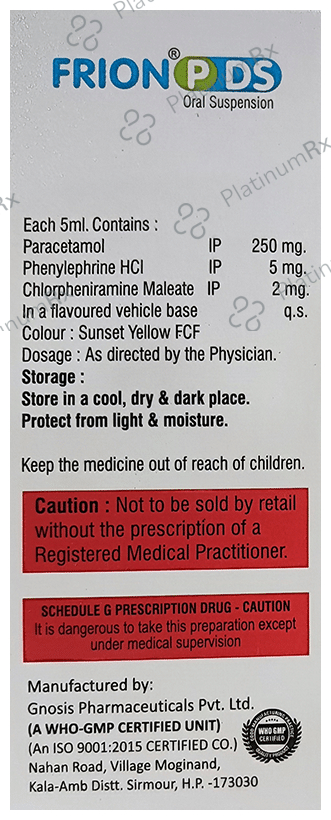 FRION® P DS
Oral Suspension
Each 5ml. Contains :
Paracetamol IP 250 mg.
Phenylephrine HCl IP 5 mg.
Chlorpheniramine Maleate IP 2 mg.
In a flavoured vehicle base q.s.
Colour : Sunset Yellow FCF
Dosage : As directed by the Physician.
Storage :
Store in a cool, dry & dark place.
Protect from light & moisture.
Keep the medicine out of reach of children.
Caution : Not to be sold by retail
without the prescription of a
Registered Medical Practitioner.
SCHEDULE G PRESCRIPTION DRUG - CAUTION
It is dangerous to take this preparation except
under medical supervision
Manufactured by:
Gnosis Pharmaceuticals Pvt. Ltd.
(A WHO-GMP CERTIFIED UNIT)
(An ISO 9001:2015 CERTIFIED CO.)
Nahan Road, Village Moginand,
Kala-Amb Distt. Sirmour, H.P. -173030
WHO GMP
CERTIFIED
PlatinumRx
PlatinumRx
PlatinumRx